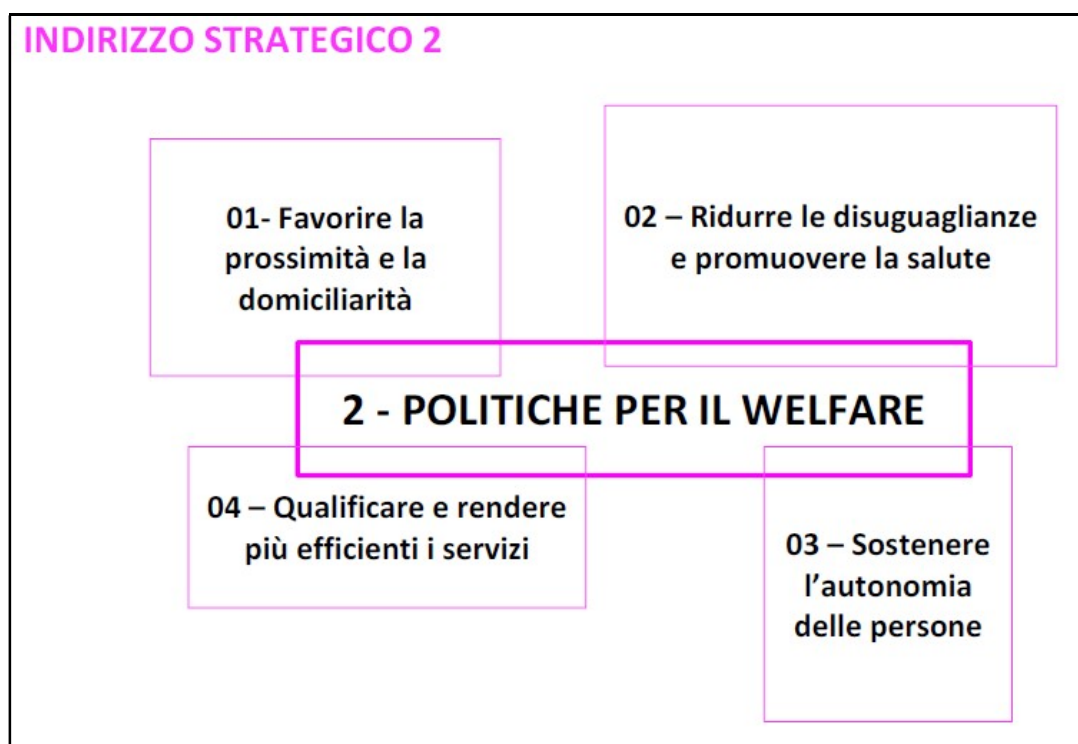 INDIRIZZO STRATEGICO 2
01- Favorire la
prossimità e la
domiciliarità
02 – Ridurre le disuguaglianze
e promuovere la salute
2 - POLITICHE PER IL WELFARE
04 – Qualificare e rendere
più efficienti i servizi
03 – Sostenere
l’autonomia
delle persone